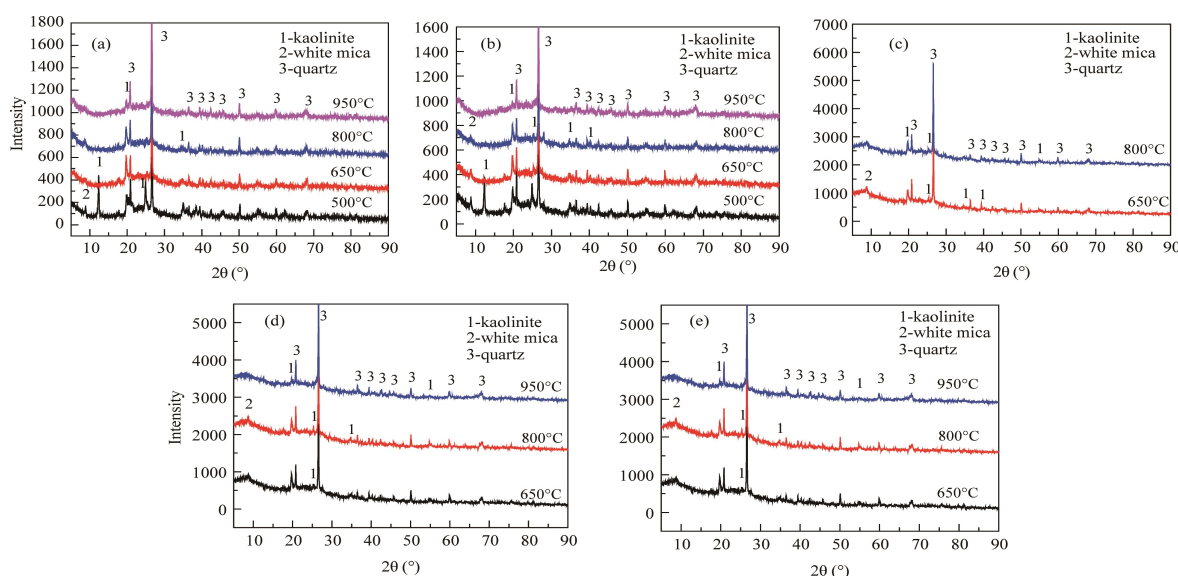 (a)
1-kaolinite
2-white mica
3-quartz
3
1
3
3 3 3 3 3 3 3
950°C
1
800°C
1
1
650°C
2
500°C
1800
1600
1400
1200
1000
800
600
400
200
0
Intensity
10 20 30 40 50 60 70 80 90
2θ (°)
(b)
1-kaolinite
2-white mica
3-quartz
3
3
1
3 3 3 3 3 3 3
950°C
2
1
1 1
800°C
1
650°C
500°C
1600
1400
1200
1000
800
600
400
200
0
10 20 30 40 50 60 70 80 90
2θ (°)
(c)
1-kaolinite
2-white mica
3-quartz
3
3
1
1
3 3 3 3 3 1 3 3
800°C
2
1
1 1
650°C
7000
6000
5000
4000
3000
2000
1000
0
10 20 30 40 50 60 70 80 90
2θ (°)
(d)
1-kaolinite
2-white mica
3-quartz
3
3
1
3 3 3 3 3 1 3 3
950°C
2
1
1
800°C
1
650°C
5000
4000
3000
2000
1000
0
Intensity
10 20 30 40 50 60 70 80 90
2θ (°)
(e)
1-kaolinite
2-white mica
3-quartz
3
3
1
3 3 3 3 3 1 3 3
950°C
2
1
1
800°C
1
650°C
5000
4000
3000
2000
1000
0
10 20 30 40 50 60 70 80 90
2θ (°)